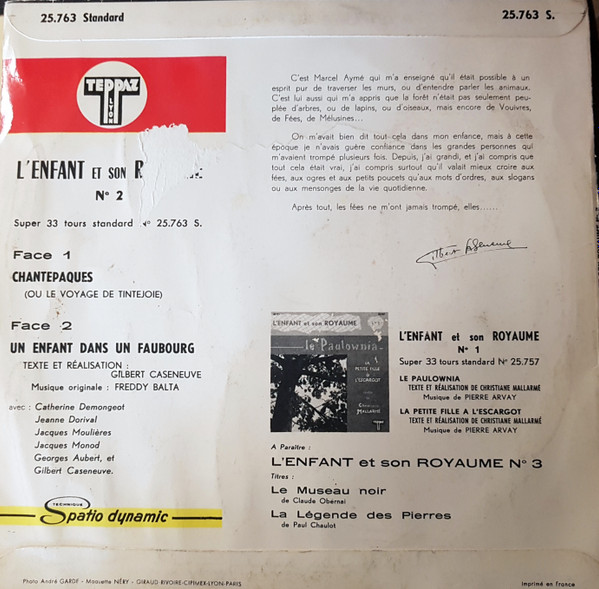 25.763 Standard
25.763 S.
TEPPAZ
LYON
L'ENFANT ET SON
N° 2
Super 33 tours standard N° 25.763 S.
Face 1
CHANTEPAQUES
(OU LE VOYAGE DE TINTEJOIE)
Face 2
UN ENFANT DANS UN FAUBOURG
TEXTE ET RÉALISATION :
GILBERT CASENEUVE
Musique originale : FREDDY BALTA
avec : Catherine Demongeot
Jeanne Dorival
Jacques Moulières
Jacques Monod
Georges Aubert, et
Gilbert Caseneuve.
TECHNIQUE
Spatio dynamic
C'est Marcel Aymé qui m'a enseigné qu'il était possible à un
esprit pur de traverser les murs, ou d'entendre parler les animaux.
C'est lui aussi qui m'a appris que la forêt n'était pas seulement peu-
plée d'arbres, ou de lapins, ou d'oiseaux, mais encore de Vouivres,
de Fées, de Mélusines...
On m'avait bien dit tout cela dans mon enfance, mais à cette
époque je n'avais guère confiance dans les grandes personnes qui
m'avaient trompé plusieurs fois. Depuis, j'ai grandi, et j'ai compris que
tout cela était vrai, j'ai compris surtout qu'il valait mieux croire aux
fées, aux ogres et aux petits poucets qu'aux mots d'ordres, aux slogans
ou aux mensonges de la vie quotidienne.
Après tout, les fées ne m'ont jamais trompé, elles......
Gilbert Caseneuve
L'ENFANT et son ROYAUME
le Paulownia
LA
PETITE FILLE
A
L'ESCARGOT
CHRISTIANE
MALLARMÉ
L'ENFANT et son ROYAUME
N° 1
Super 33 tours standard N° 25.757
LE PAULOWNIA
TEXTE ET RÉALISATION DE CHRISTIANE MALLARMÉ
Musique de PIERRE ARVAY
LA PETITE FILLE A L'ESCARGOT
TEXTE ET RÉALISATION DE CHRISTIANE MALLARMÉ
Musique de PIERRE ARVAY
A Paraître :
L'ENFANT et son ROYAUME N° 3
Titres :
Le Museau noir
de Claude Obernai
La Légende des Pierres
de Paul Chaulot
Photo André GARDÉ - Maquette NÉRY - GIRAUD RIVOIRE-CIPIMEX-LYON-PARIS
Imprimé en France